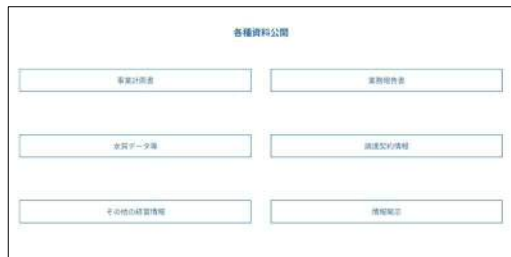 各種資料公開
事業計画書
業務報告書
水質データ等
調達契約情報
その他の経営情報
情報開示